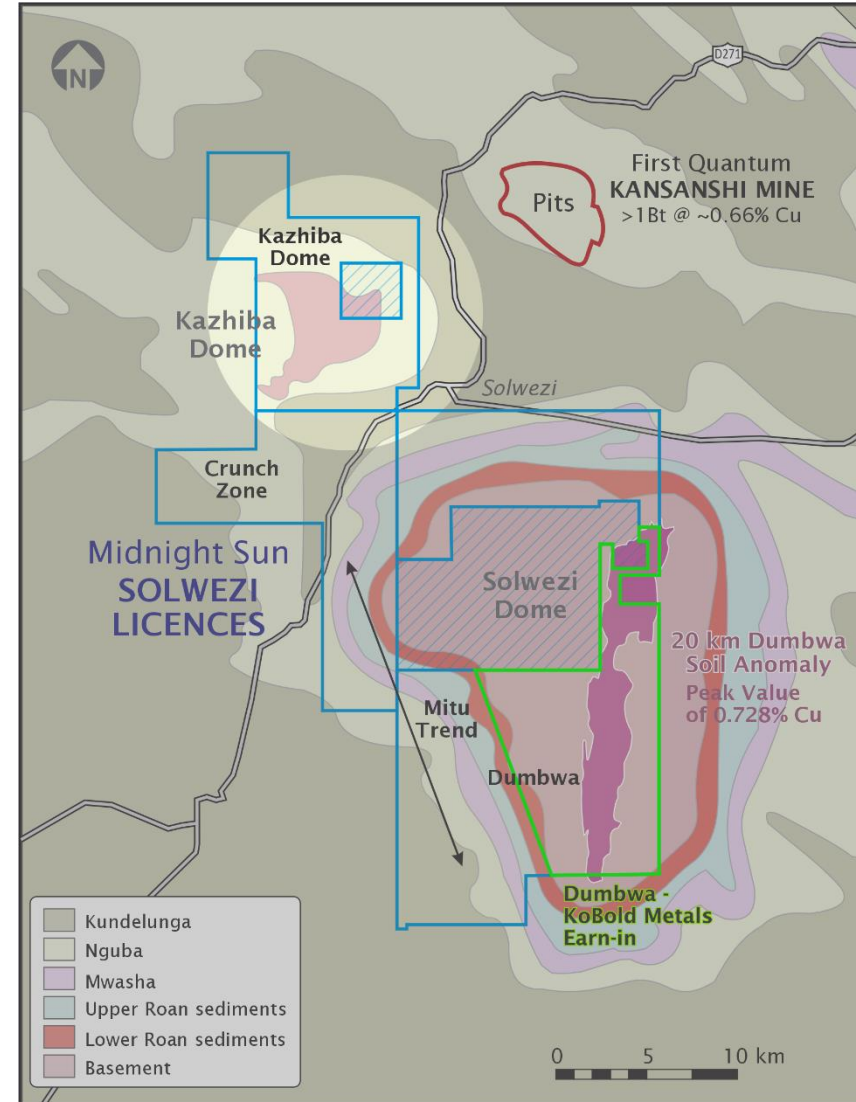 N
D271
First Quantum
KANSANSHI MINE
>1Bt @ ~0.66% Cu
Pits
Kazhiba
Dome
Kazhiba
Dome
Solwezi
Crunch
Zone
Midnight Sun
SOLWEZI
LICENCES
Solwezi
Dome
20 km Dumbwa
Soil Anomaly
Peak Value
of 0.728% Cu
Mitu
Trend
Dumbwa
Dumbwa -
KoBold Metals
Earn-in
Kundelunga
Nguba
Mwasha
Upper Roan sediments
Lower Roan sediments
Basement
0 5 10 km